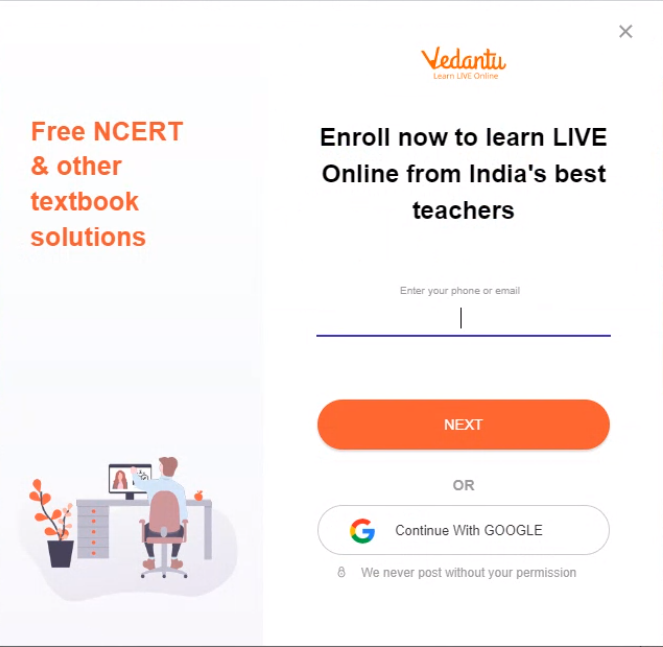 Free NCERT
& other
textbook
solutions
Vedantu
Learn LIVE Online
Enroll now to learn LIVE
Online from India's best
teachers
Enter your phone or email
NEXT
OR
Continue With GOOGLE
We never post without your permission